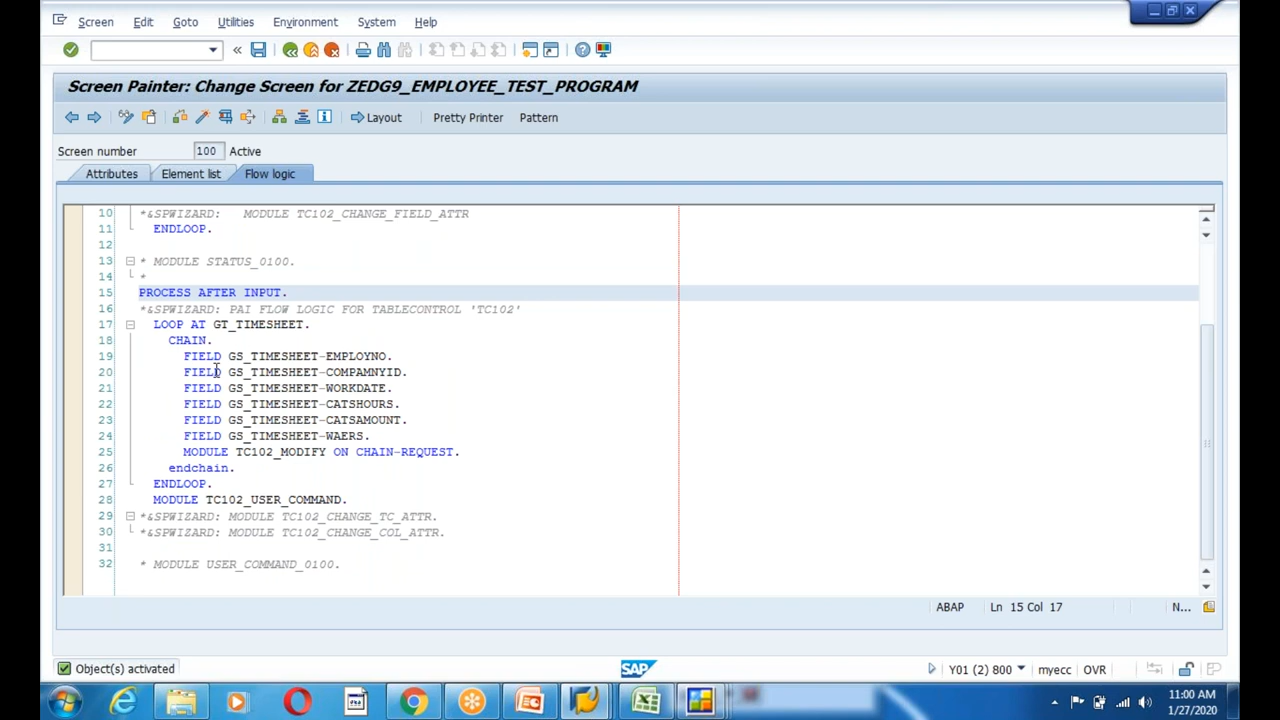 Screen Edit Goto Utilities Environment System Help
Screen Painter: Change Screen for ZEDG9_EMPLOYEE_TEST_PROGRAM
Layout Pretty Printer Pattern
Screen number 100 Active
Attributes Element list Flow logic
10 *&SPWIZARD: MODULE TC102_CHANGE_FIELD_ATTR
11 ENDLOOP.
12
13 * MODULE STATUS_0100.
14 *
15 PROCESS AFTER INPUT.
16 *&SPWIZARD: PAI FLOW LOGIC FOR TABLECONTROL 'TC102'
17 LOOP AT GT_TIMESHEET.
18 CHAIN.
19 FIELD GS_TIMESHEET-EMPLOYNO.
20 FIELD GS_TIMESHEET-COMPAMNYID.
21 FIELD GS_TIMESHEET-WORKDATE.
22 FIELD GS_TIMESHEET-CATSHOURS.
23 FIELD GS_TIMESHEET-CATSAMOUNT.
24 FIELD GS_TIMESHEET-WAERS.
25 MODULE TC102_MODIFY ON CHAIN-REQUEST.
26 endchain.
27 ENDLOOP.
28 MODULE TC102_USER_COMMAND.
29 *&SPWIZARD: MODULE TC102_CHANGE_TC_ATTR.
30 *&SPWIZARD: MODULE TC102_CHANGE_COL_ATTR.
31
32 * MODULE USER_COMMAND_0100.
ABAP Ln 15 Col 17 N...
Object(s) activated SAP Y01 (2) 800 myecc OVR
11:00 AM
1/27/2020